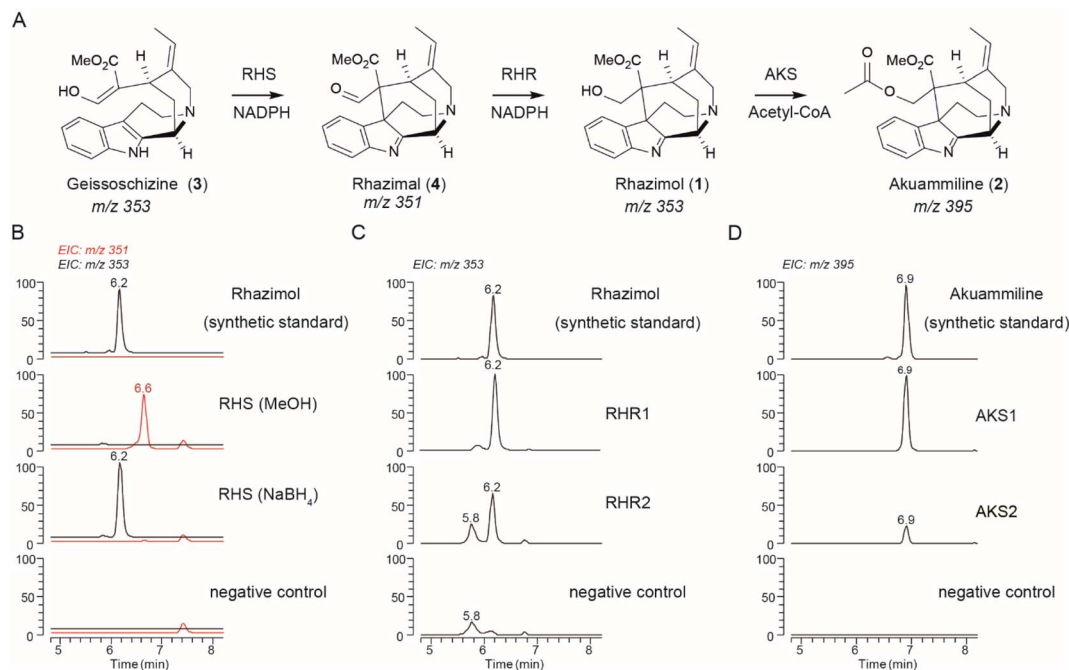 A
MeO2C
HO
H
N
NH
H
Geissoschizine (3)
m/z 353
RHS
NADPH
MeO2C
O
H
N
N
H
Rhazimal (4)
m/z 351
RHR
NADPH
MeO2C
HO
H
N
N
H
Rhazimol (1)
m/z 353
AKS
Acetyl-CoA
O
O
MeO2C
H
N
N
H
Akuammiline (2)
m/z 395
B
EIC: m/z 351
EIC: m/z 353
100
50
0
6.2
Rhazimol
(synthetic standard)
100
50
0
6.6
RHS (MeOH)
100
50
0
6.2
RHS (NaBH4)
100
50
0
negative control
5 6 7 8
Time (min)
C
EIC: m/z 353
100
50
0
6.2
Rhazimol
(synthetic standard)
100
50
0
6.2
RHR1
100
50
0
5.8
6.2
RHR2
100
50
0
5.8
negative control
5 6 7 8
Time (min)
D
EIC: m/z 395
100
50
0
6.9
Akuammiline
(synthetic standard)
100
50
0
6.9
AKS1
100
50
0
6.9
AKS2
100
50
0
negative control
5 6 7 8
Time (min)